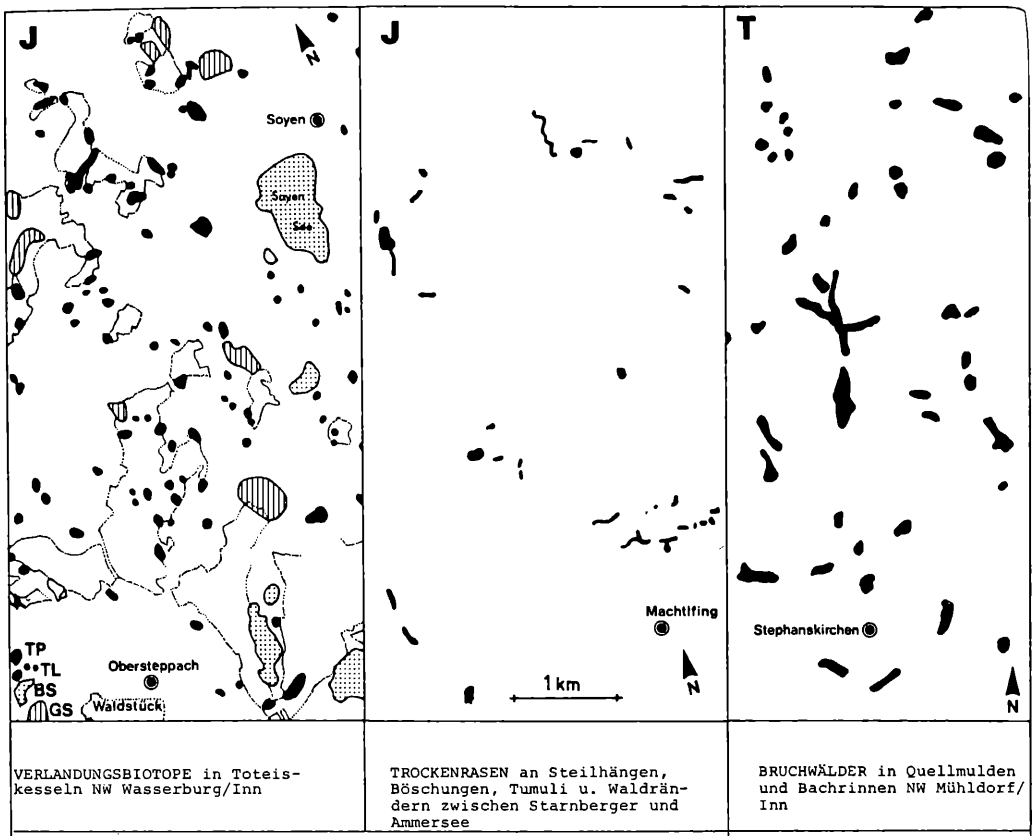 J
N
Soyen
Soyen
See
TP
TL
BS
GS
Obersteppach
Waldstück
VERLANDUNGSBIOTOPE in Toteis-
kesseln NW Wasserburg/Inn
J
Machtlfing
1 km
N
TROCKENRASEN an Steilhängen,
Böschungen, Tumuli u. Waldrän-
dern zwischen Starnberger und
Ammersee
T
Stephanskirchen
N
BRUCHWÄLDER in Quellmulden
und Bachrinnen NW Mühldorf/
Inn